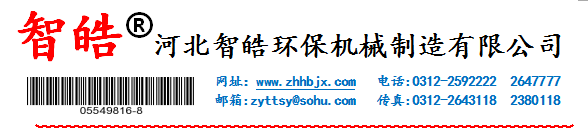 智皓® 河北智皓环保机械制造有限公司
网址: www.zhhbjx.com 电话:0312-2592222 2647777
邮箱:zyttsy@sohu.com 传真:0312-2643118 2380118
05549816-8